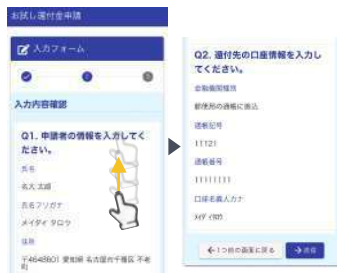 お試し還付金申請
入力フォーム
入力内容確認
Q1. 申請者の情報を入力してく
ださい。
氏名
名大 太郎
氏名フリガナ
メイダイ タロウ
住所
〒4648601 愛知県 名古屋市千種区 不老
町
Q2. 還付先の口座情報を入力し
てください。
金融機関種別
郵便局の通帳に振込
通帳記号
11121
通帳番号
11111111
口座名義人カナ
ﾒｲﾀﾞｲ ﾀﾛｳ
1つ前の画面に戻る
送信